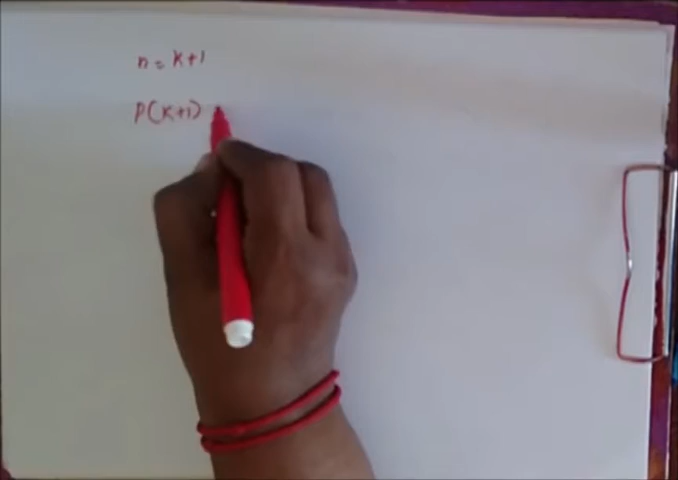 n = k+1
P(k+1)